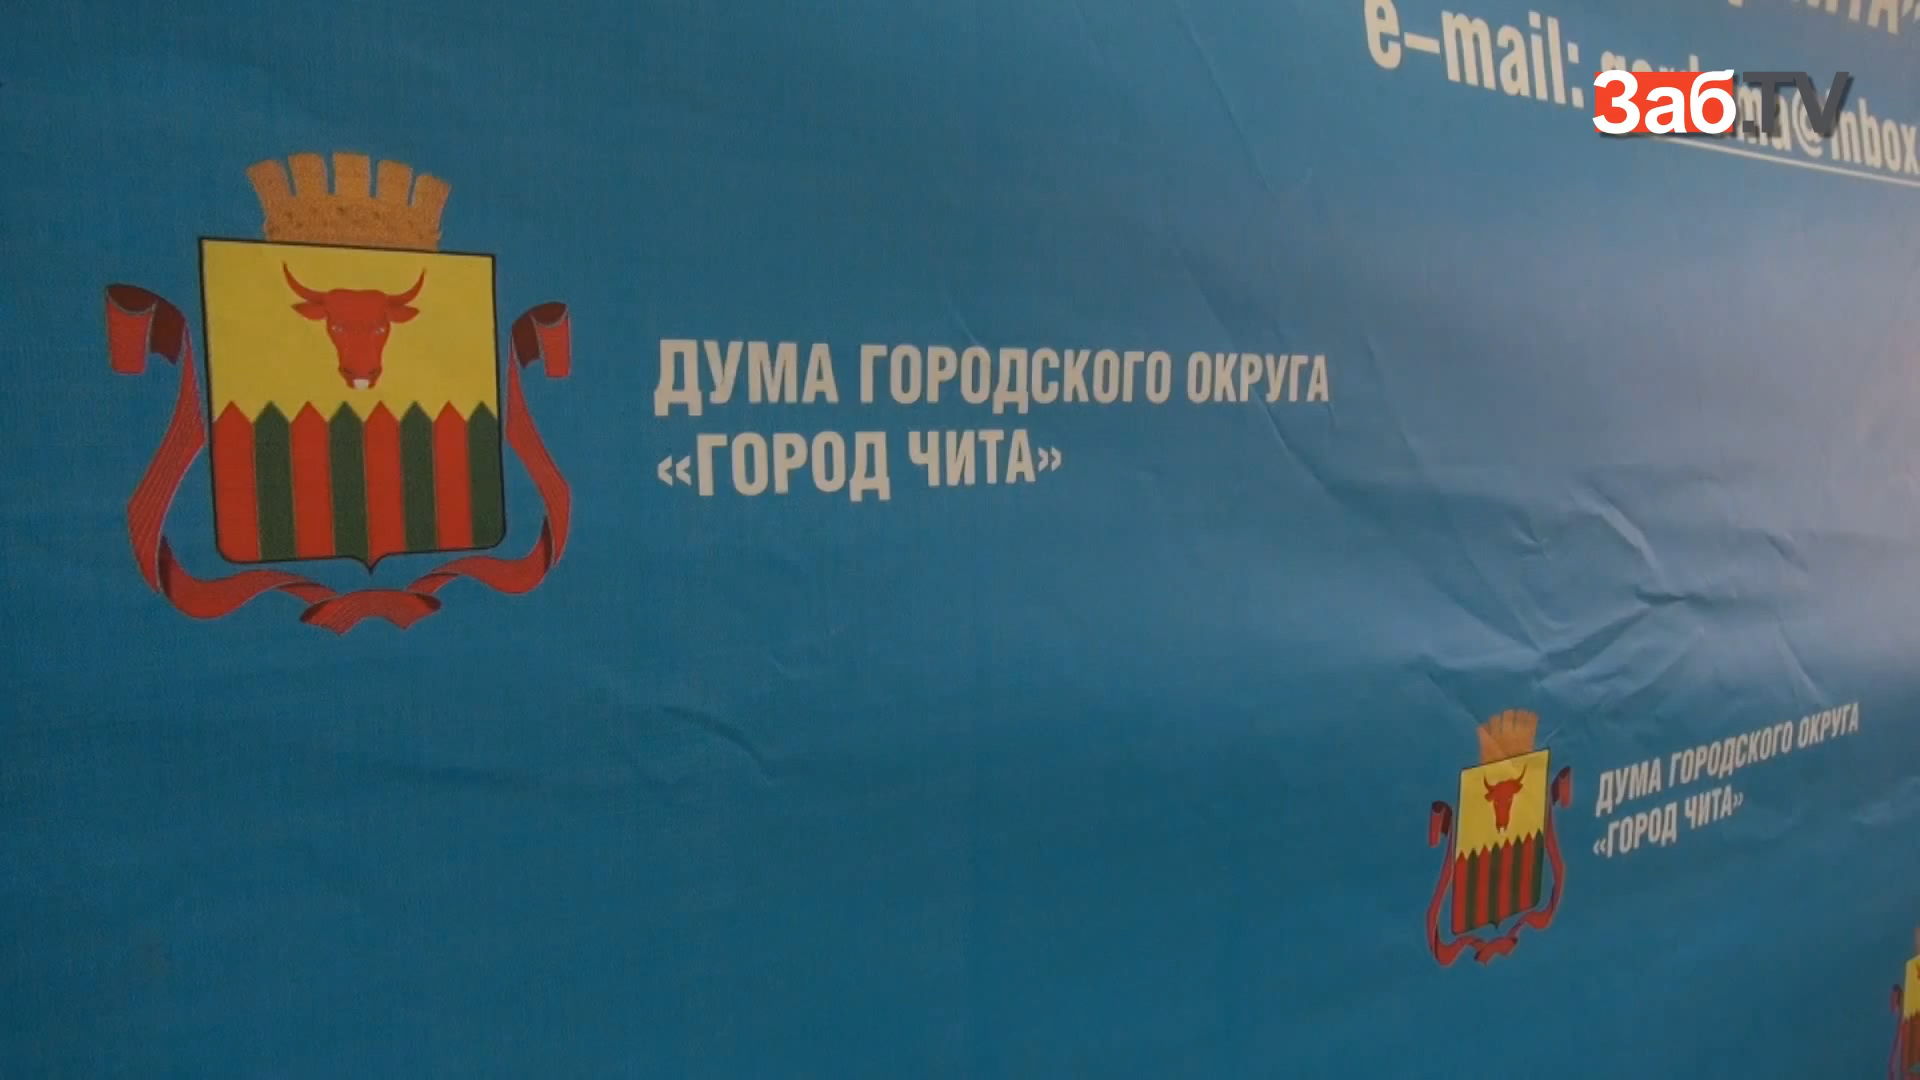 e-mail:
Заб.TV
ДУМА ГОРОДСКОГО ОКРУГА
«ГОРОД ЧИТА»
ДУМА ГОРОДСКОГО ОКРУГА
«ГОРОД ЧИТА»